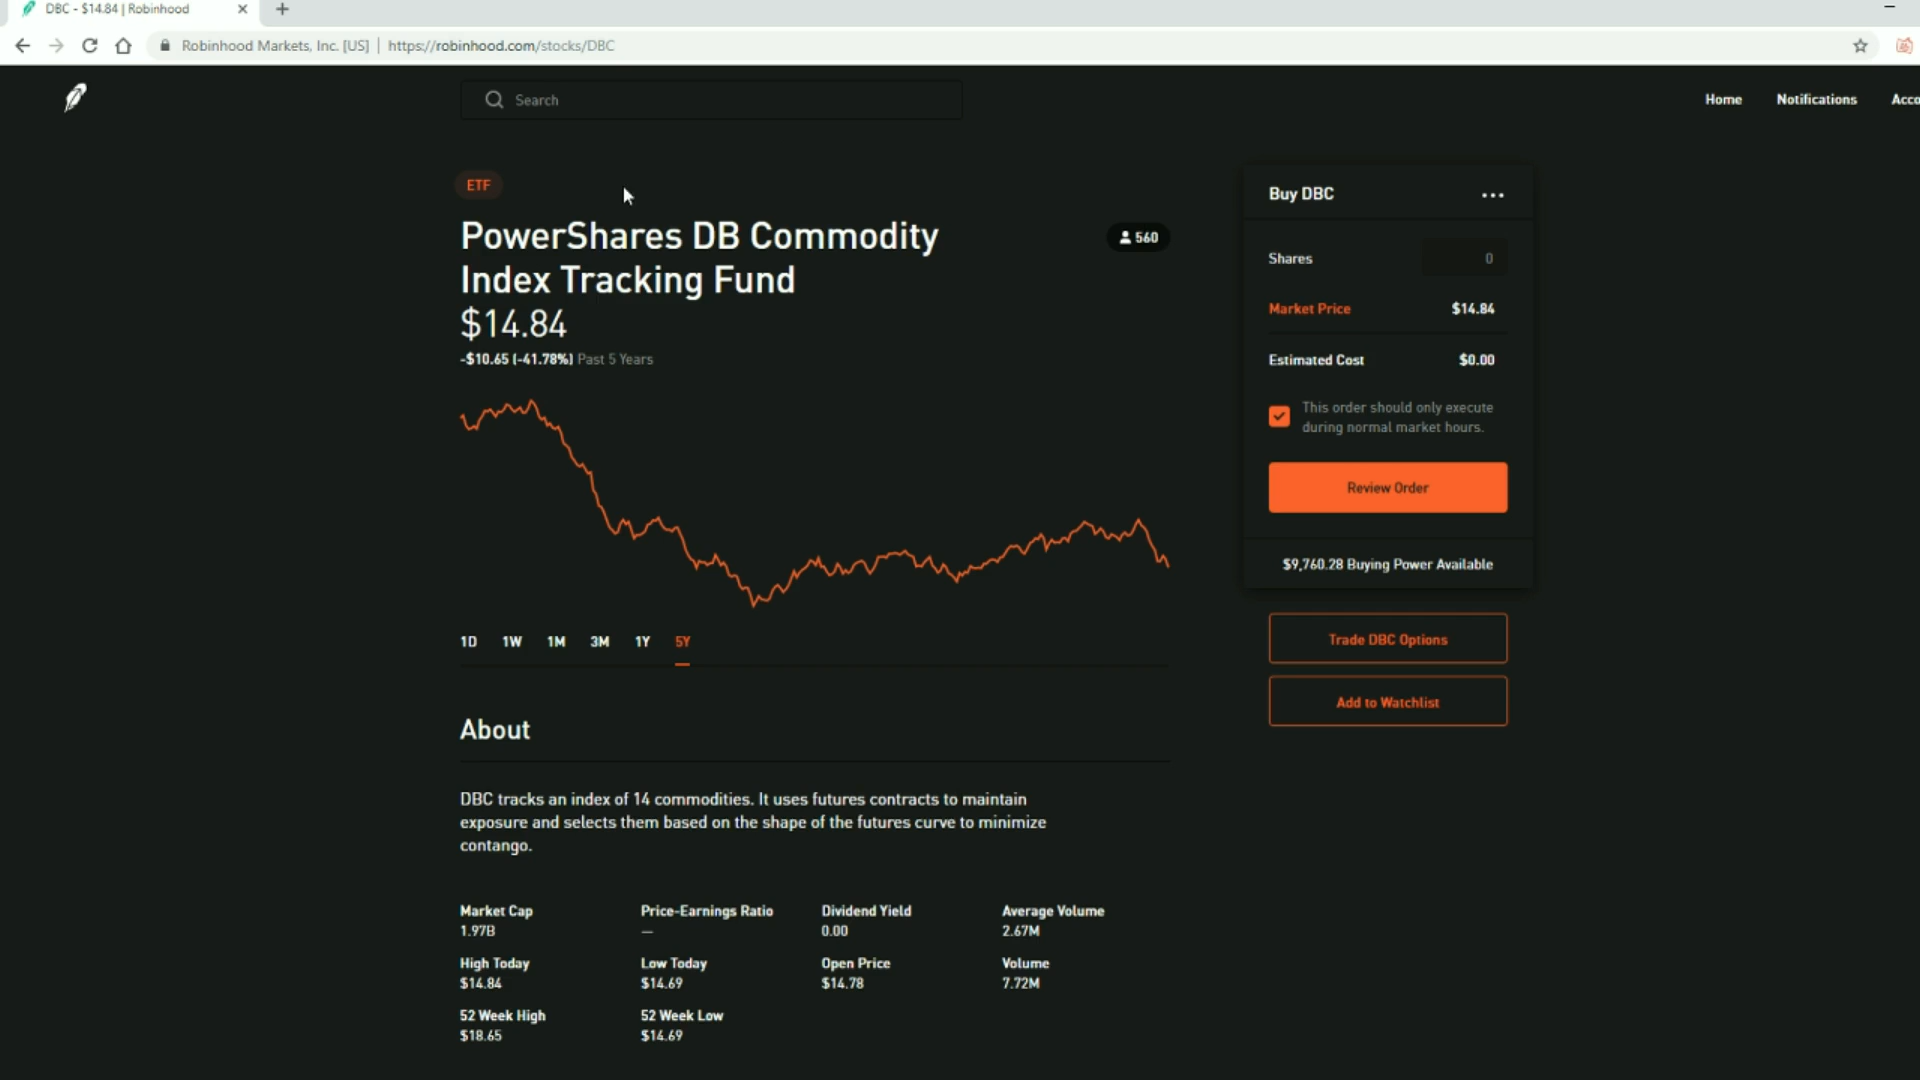 DBC - $14.84 | Robinhood
Robinhood Markets, Inc. [US] | https://robinhood.com/stocks/DBC
Search
Home Notifications Acco
ETF
PowerShares DB Commodity
Index Tracking Fund
560
$14.84
-$10.65 (-41.78%) Past 5 Years
1D 1W 1M 3M 1Y 5Y
About
DBC tracks an index of 14 commodities. It uses futures contracts to maintain
exposure and selects them based on the shape of the futures curve to minimize
contango.
Market Cap Price-Earnings Ratio Dividend Yield Average Volume
1.97B — 0.00 2.67M
High Today Low Today Open Price Volume
$14.84 $14.69 $14.78 7.72M
52 Week High 52 Week Low
$18.65 $14.69
Buy DBC
Shares 0
Market Price $14.84
Estimated Cost $0.00
This order should only execute
during normal market hours.
Review Order
$9,760.28 Buying Power Available
Trade DBC Options
Add to Watchlist